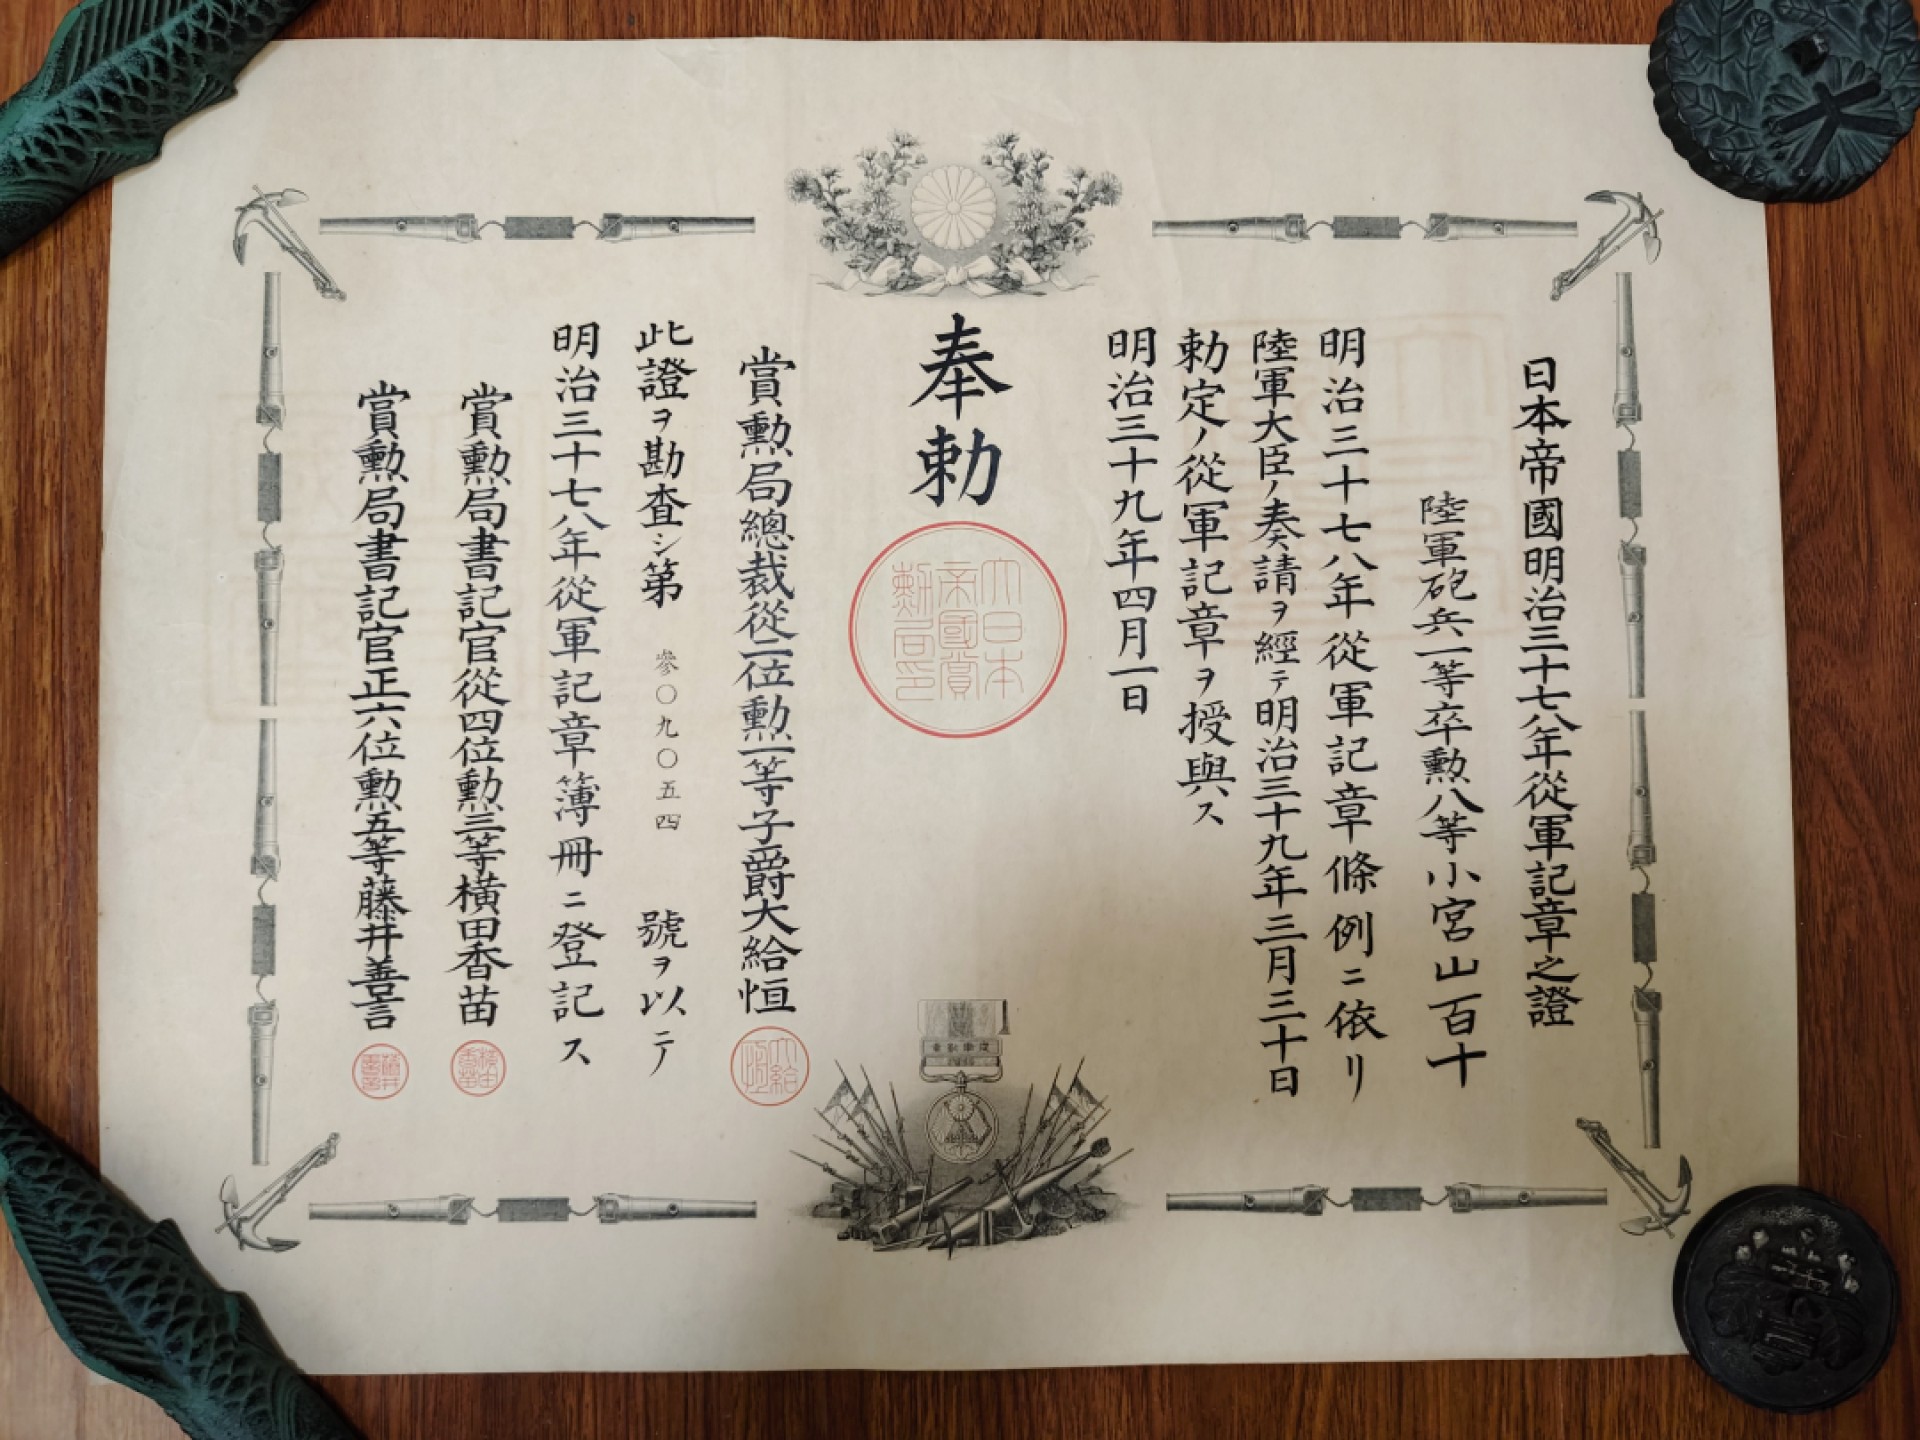 日本帝國明治三十七八年從軍記章之證
陸軍砲兵一等卒勲八等小宮山百十
明治三十七八年從軍記章條例ニ依リ
陸軍大臣ノ奏請ヲ經テ明治三十九年三月三十日
勅定ノ從軍記章ヲ授與ス
明治三十九年四月一日
奉勅
大日本
帝國賞
勲局印
賞勲局總裁從二位勲一等子爵大給恒
此證ヲ勘査シ第參〇九〇五四號ヲ以テ
明治三十七八年從軍記章簿冊ニ登記ス
賞勲局書記官從四位勲三等横田香苗
賞勲局書記官正六位勲五等藤井善言